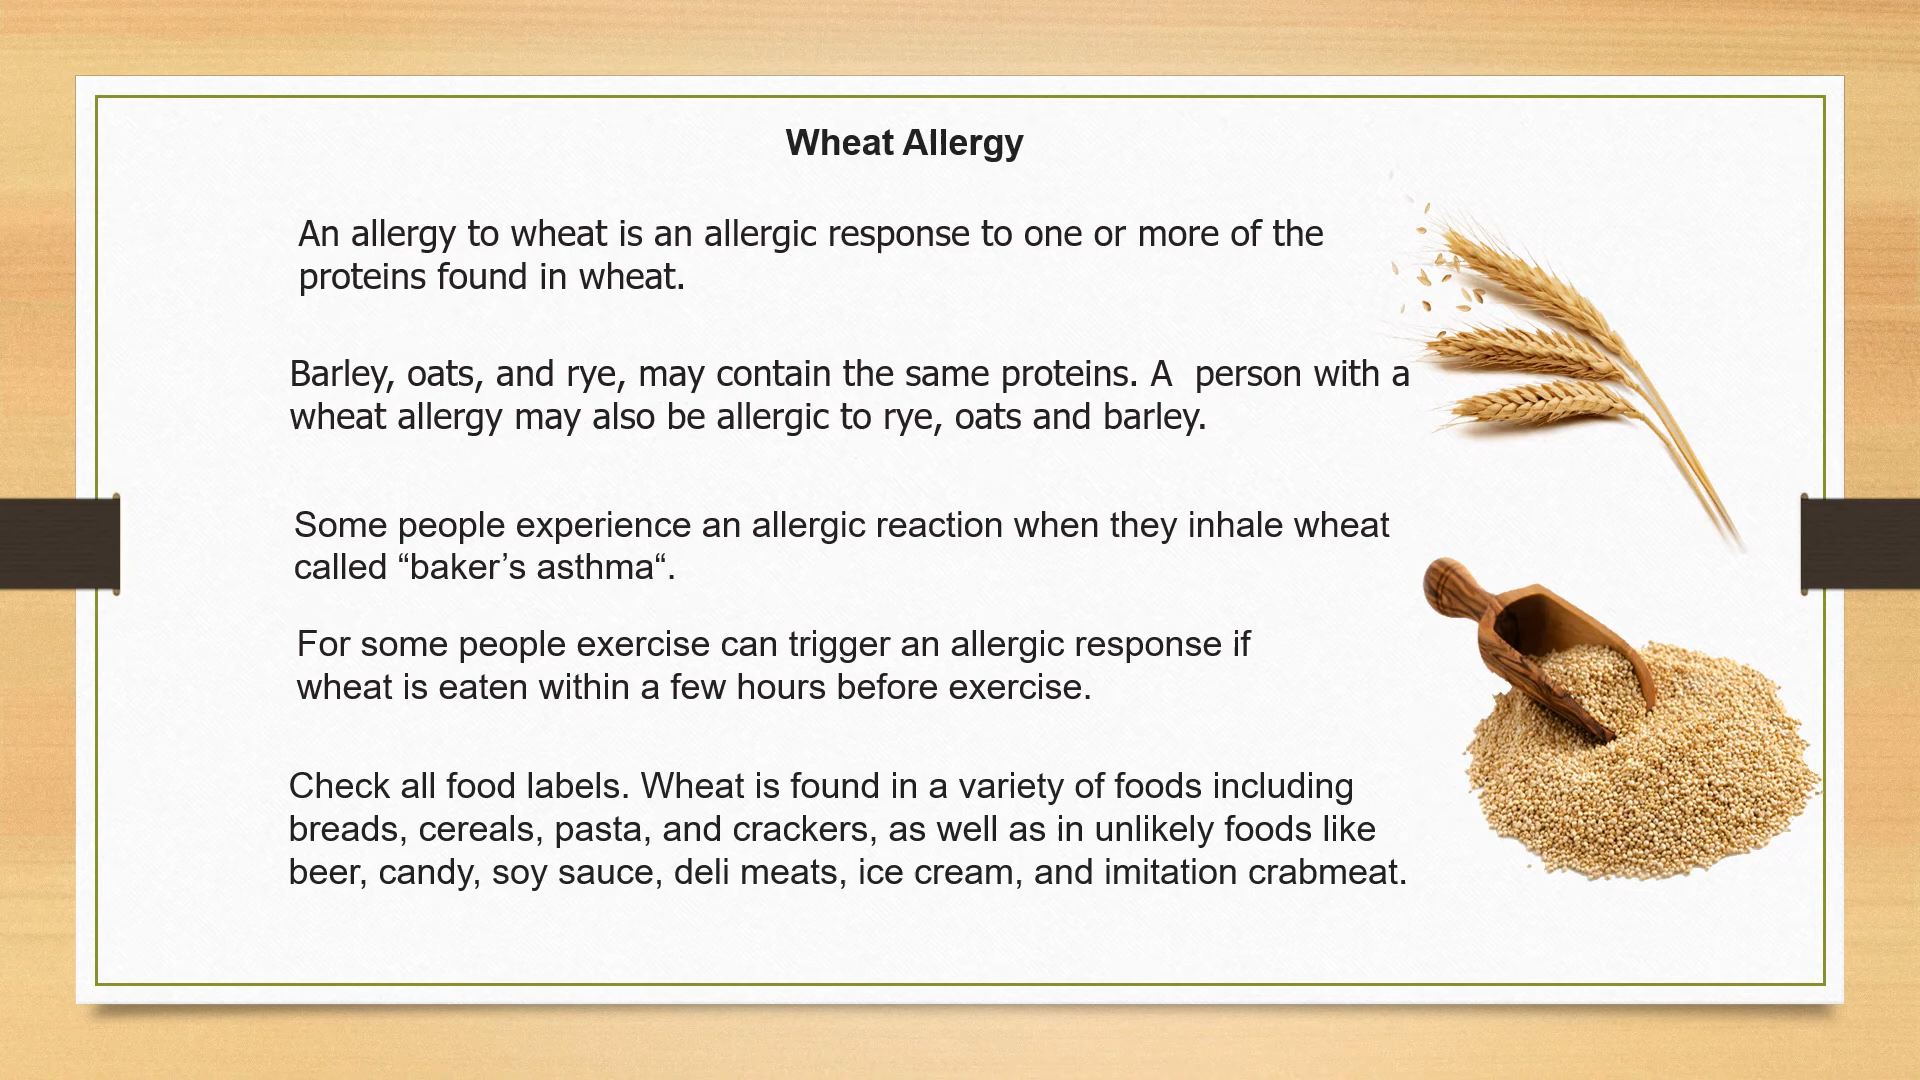 Wheat Allergy
An allergy to wheat is an allergic response to one or more of the
proteins found in wheat.
Barley, oats, and rye, may contain the same proteins. A  person with a
wheat allergy may also be allergic to rye, oats and barley.
Some people experience an allergic reaction when they inhale wheat
called “baker’s asthma“.
For some people exercise can trigger an allergic response if
wheat is eaten within a few hours before exercise.
Check all food labels. Wheat is found in a variety of foods including
breads, cereals, pasta, and crackers, as well as in unlikely foods like
beer, candy, soy sauce, deli meats, ice cream, and imitation crabmeat.